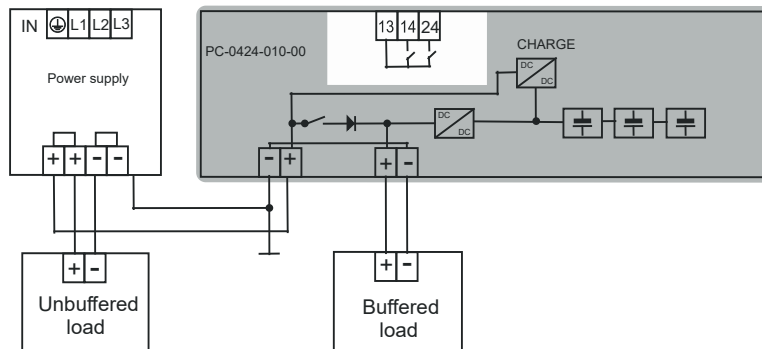 IN L1 L2 L3
Power supply
+ + - -
PC-0424-010-00
13 14 24
CHARGE
DC
DC
DC
DC
- +
+ -
+ -
Unbuffered
load
+ -
Buffered
load